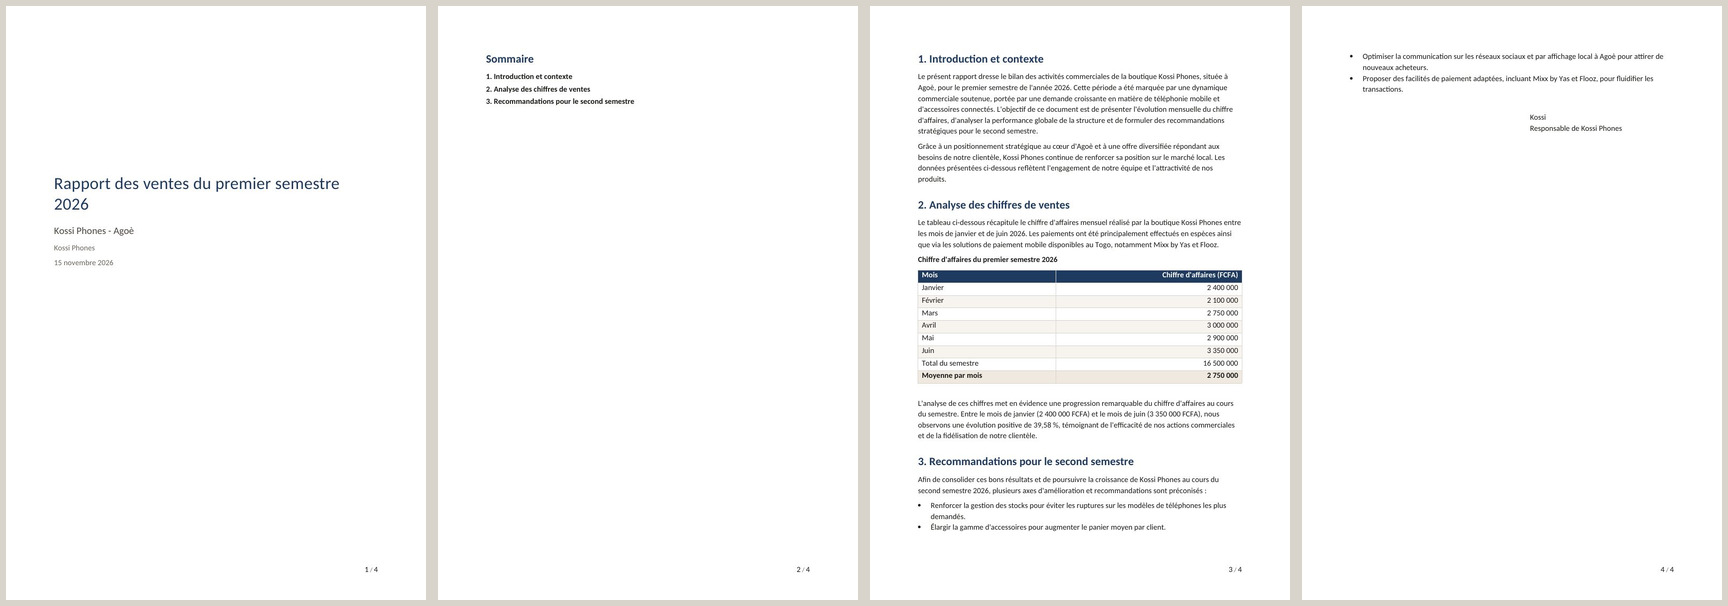 Rapport des ventes du premier semestre
2026
Kossi Phones - Agoè
Kossi Phones
15 novembre 2026
1 / 4
Sommaire
1. Introduction et contexte
2. Analyse des chiffres de ventes
3. Recommandations pour le second semestre
2 / 4
1. Introduction et contexte
Le présent rapport dresse le bilan des activités commerciales de la boutique Kossi Phones, située à
Agoè, pour le premier semestre de l'année 2026. Cette période a été marquée par une dynamique
commerciale soutenue, portée par une demande croissante en matière de téléphonie mobile et
d'accessoires connectés. L'objectif de ce document est de présenter l'évolution mensuelle du chiffre
d'affaires, d'analyser la performance globale de la structure et de formuler des recommandations
stratégiques pour le second semestre.
Grâce à un positionnement stratégique au cœur d'Agoè et à une offre diversifiée répondant aux
besoins de notre clientèle, Kossi Phones continue de renforcer sa position sur le marché local. Les
données présentées ci-dessous reflètent l'engagement de notre équipe et l'attractivité de nos
produits.
2. Analyse des chiffres de ventes
Le tableau ci-dessous récapitule le chiffre d'affaires mensuel réalisé par la boutique Kossi Phones entre
les mois de janvier et de juin 2026. Les paiements ont été principalement effectués en espèces ainsi
que via les solutions de paiement mobile disponibles au Togo, notamment Mixx by Yas et Flooz.
Chiffre d'affaires du premier semestre 2026
Mois Chiffre d'affaires (FCFA)
Janvier 2 400 000
Février 2 100 000
Mars 2 750 000
Avril 3 000 000
Mai 2 900 000
Juin 3 350 000
Total du semestre 16 500 000
Moyenne par mois 2 750 000
L'analyse de ces chiffres met en évidence une progression remarquable du chiffre d'affaires au cours
du semestre. Entre le mois de janvier (2 400 000 FCFA) et le mois de juin (3 350 000 FCFA), nous
observons une évolution positive de 39,58 %, témoignant de l'efficacité de nos actions commerciales
et de la fidélisation de notre clientèle.
3. Recommandations pour le second semestre
Afin de consolider ces bons résultats et de poursuivre la croissance de Kossi Phones au cours du
second semestre 2026, plusieurs axes d'amélioration et recommandations sont préconisés :
• Renforcer la gestion des stocks pour éviter les ruptures sur les modèles de téléphones les plus
demandés.
• Élargir la gamme d'accessoires pour augmenter le panier moyen par client.
3 / 4
• Optimiser la communication sur les réseaux sociaux et par affichage local à Agoè pour attirer de
nouveaux acheteurs.
• Proposer des facilités de paiement adaptées, incluant Mixx by Yas et Flooz, pour fluidifier les
transactions.
Kossi
Responsable de Kossi Phones
4 / 4